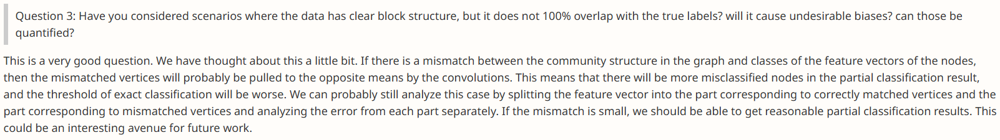 Question 3: Have you considered scenarios where the data has clear block structure, but it does not 100% overlap with the true labels? will it cause undesirable biases? can those be
quantified?
This is a very good question. We have thought about this a little bit. If there is a mismatch between the community structure in the graph and classes of the feature vectors of the nodes,
then the mismatched vertices will probably be pulled to the opposite means by the convolutions. This means that there will be more misclassified nodes in the partial classification result,
and the threshold of exact classification will be worse. We can probably still analyze this case by splitting the feature vector into the part corresponding to correctly matched vertices and the
part corresponding to mismatched vertices and analyzing the error from each part separately. If the mismatch is small, we should be able to get reasonable partial classification results. This
could be an interesting avenue for future work.